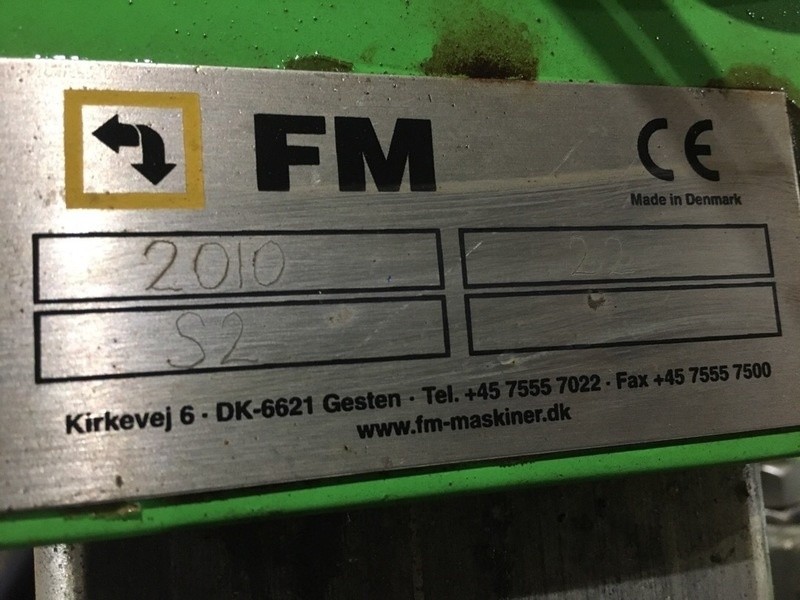 FM
CE
Made in Denmark
2010
22
S2
Kirkevej 6 · DK-6621 Gesten · Tel. +45 7555 7022 · Fax +45 7555 7500
www.fm-maskiner.dk